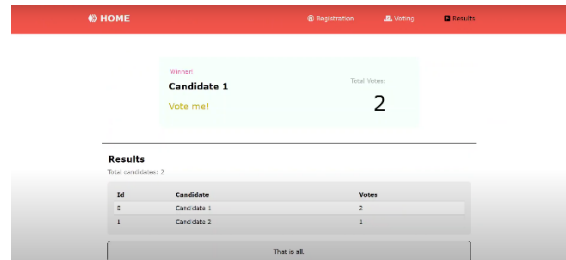 HOME Registration Voting Results
Winner!
Candidate 1
Total Votes:
Vote me!
2
Results
Total candidates: 2
Id Candidate Votes
0 Candidate 1 2
1 Candidate 2 1
That is all.